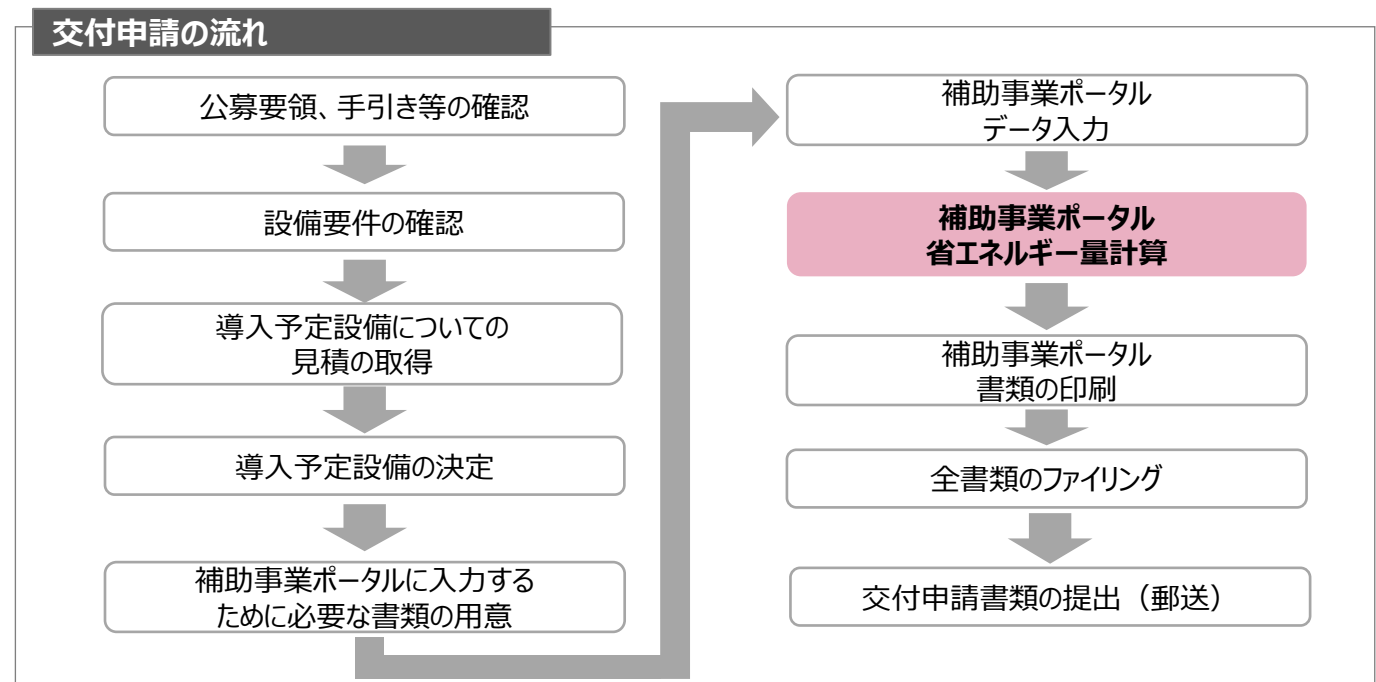 交付申請の流れ
公募要領、手引き等の確認
設備要件の確認
導入予定設備についての
見積の取得
導入予定設備の決定
補助事業ポータルに入力する
ために必要な書類の用意
補助事業ポータル
データ入力
補助事業ポータル
省エネルギー量計算
補助事業ポータル
書類の印刷
全書類のファイリング
交付申請書類の提出（郵送）